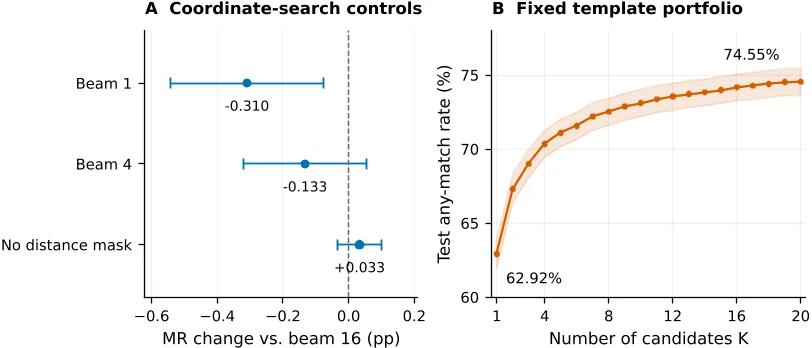 A Coordinate-search controls
Beam 1
-0.310
Beam 4
-0.133
No distance mask
+0.033
−0.6 −0.4 −0.2 0.0 0.2
MR change vs. beam 16 (pp)
B Fixed template portfolio
Test any-match rate (%)
75
70
65
60
74.55%
62.92%
1 4 8 12 16 20
Number of candidates K